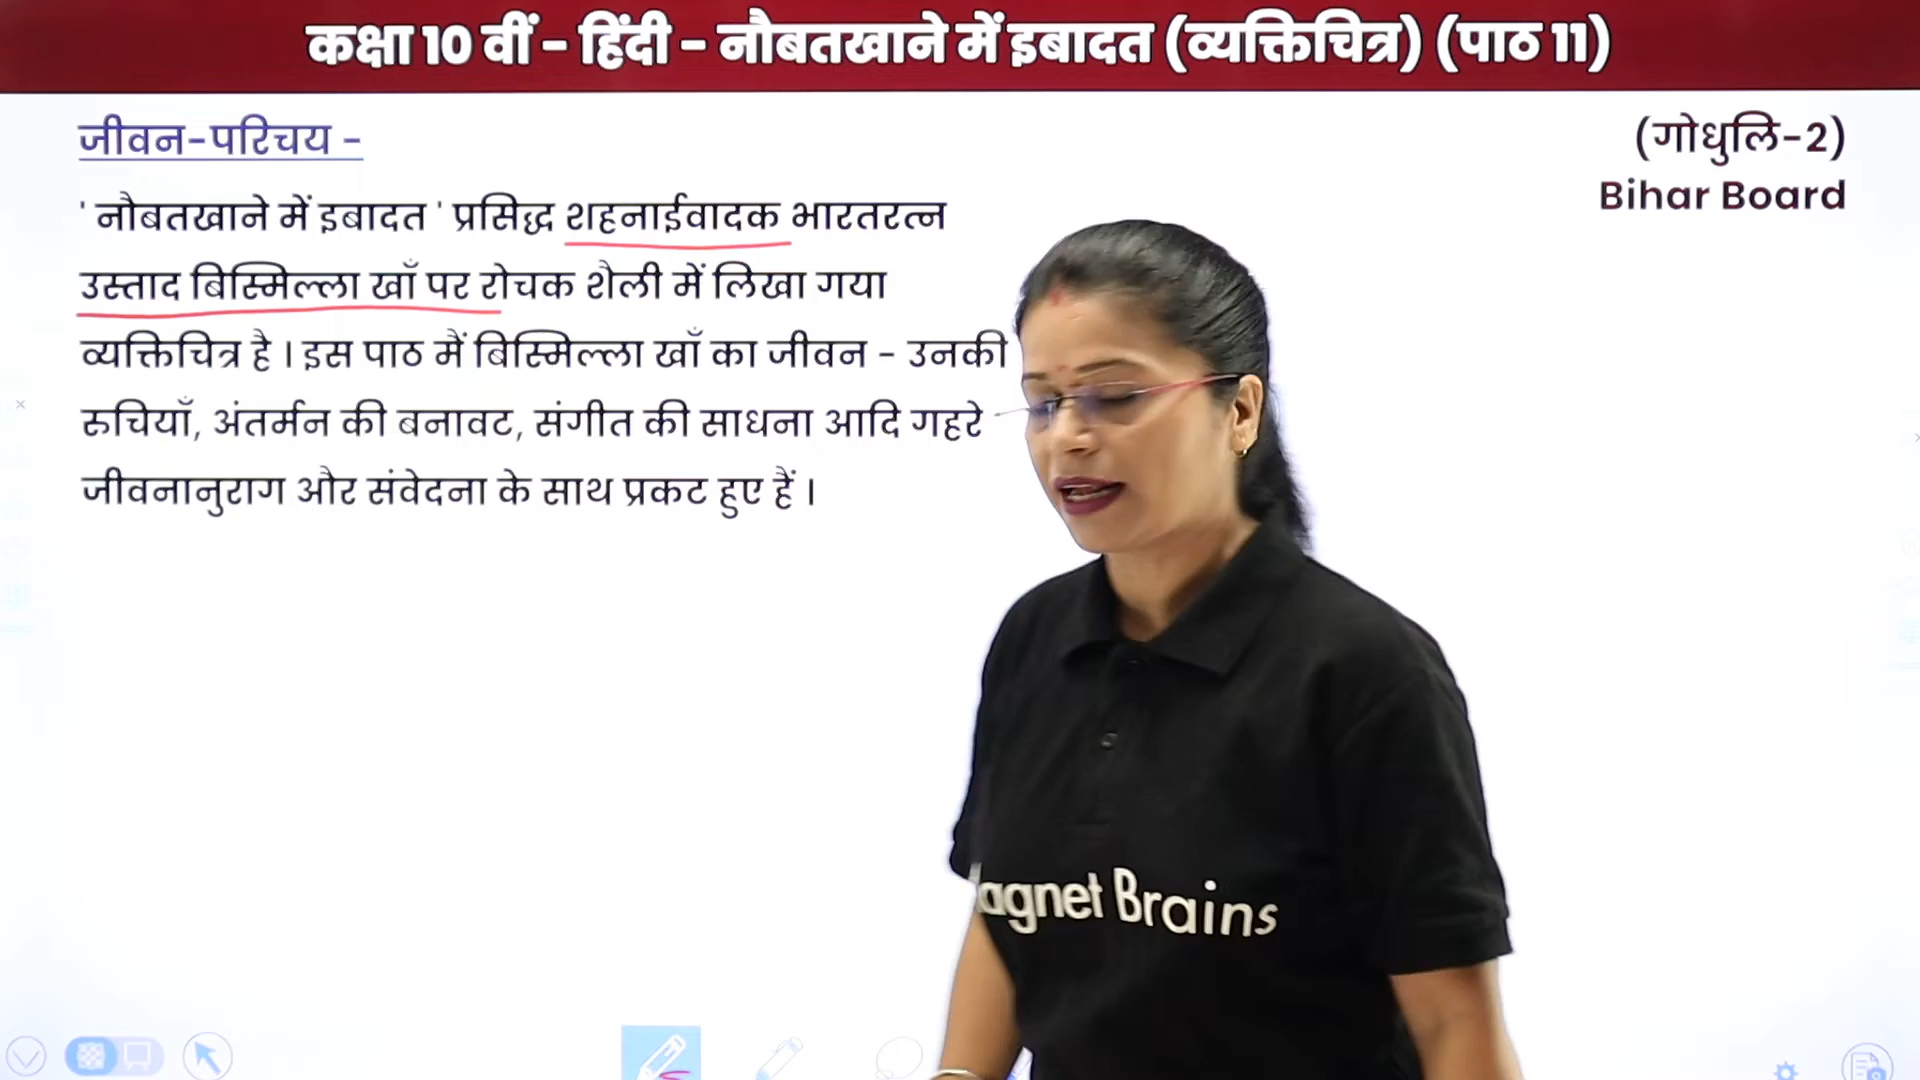 कक्षा 10 वीं - हिंदी - नौबतखाने में इबादत (व्यक्तिचित्र) (पाठ 11)
जीवन-परिचय -
(गोधुलि-2)
Bihar Board
' नौबतखाने में इबादत ' प्रसिद्ध शहनाईवादक भारतरत्न
उस्ताद बिस्मिल्ला खाँ पर रोचक शैली में लिखा गया
व्यक्तिचित्र है । इस पाठ मैं बिस्मिल्ला खाँ का जीवन - उनकी
रुचियाँ, अंतर्मन की बनावट, संगीत की साधना आदि गहरे
जीवनानुराग और संवेदना के साथ प्रकट हुए हैं ।
Brains